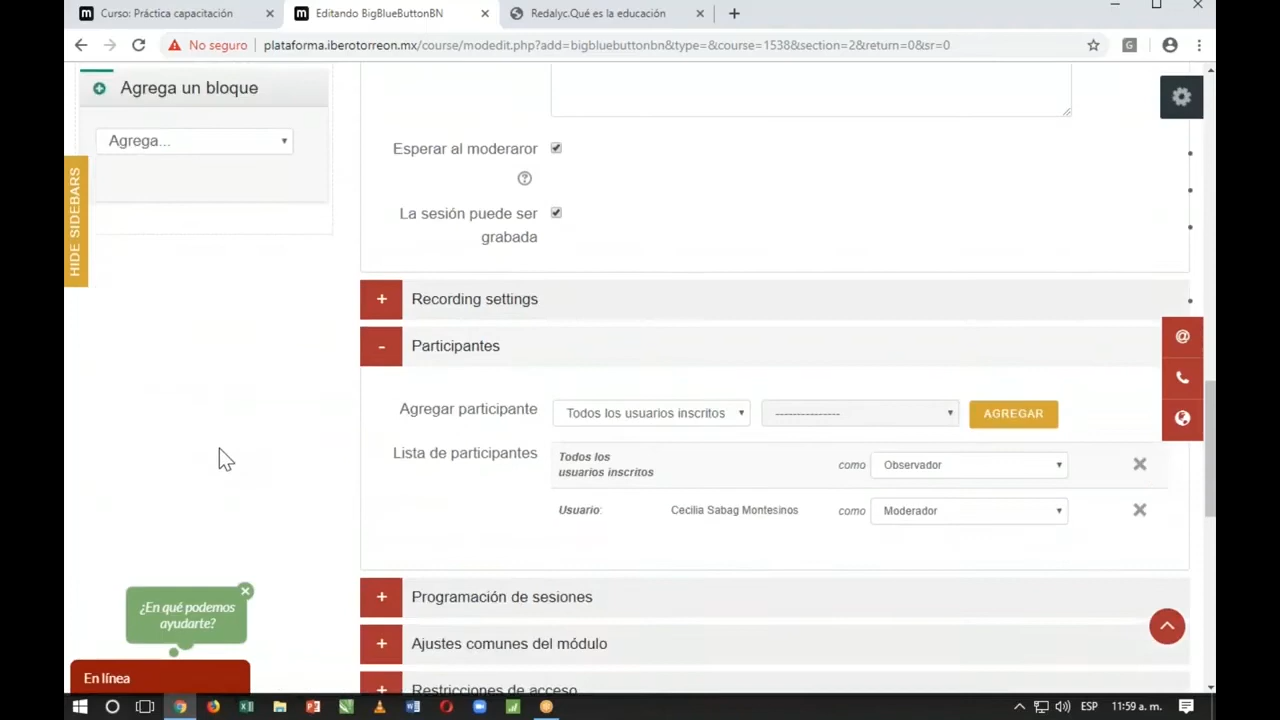 Curso: Práctica capacitación
Editando BigBlueButtonBN
Redalyc.Qué es la educación
No seguro
plataforma.iberotorreon.mx/course/modedit.php?add=bigbluebuttonbn&type=&course=1538&section=2&return=0&sr=0
Agrega un bloque
Agrega...
HIDE SIDEBARS
Esperar al moderaror
La sesión puede ser
grabada
+ Recording settings
- Participantes
Agregar participante
Todos los usuarios inscritos
---------------
AGREGAR
Lista de participantes
Todos los
usuarios inscritos
como
Observador
Usuario:
Cecilia Sabag Montesinos
como
Moderador
+ Programación de sesiones
+ Ajustes comunes del módulo
+ Restricciones de acceso
¿En qué podemos
ayudarte?
En línea
ESP
11:59 a. m.